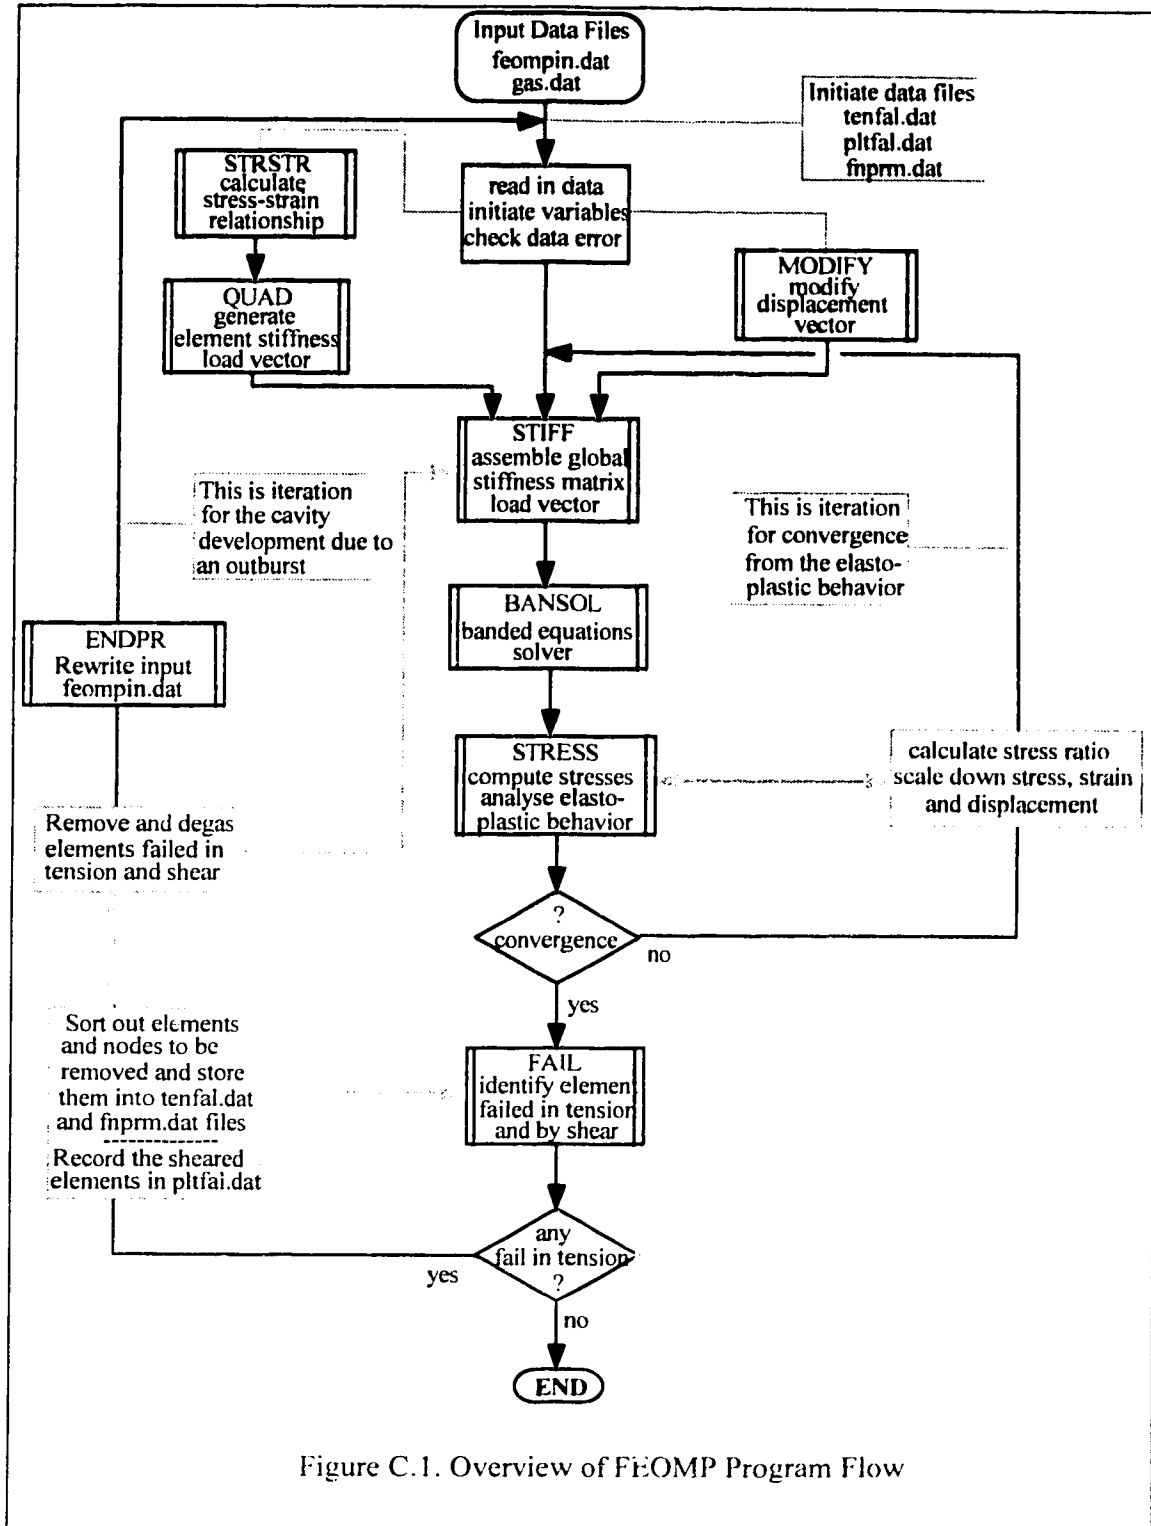 Input Data Files
feompin.dat
gas.dat
Initiate data files
tenfal.dat
pltfal.dat
fnprm.dat
STRSTR
calculate
stress-strain
relationship
read in data
initiate variables
check data error
MODIFY
modify
displacement
vector
QUAD
generate
element stiffness
load vector
STIFF
assemble global
stiffness matrix
load vector
This is iteration
for the cavity
development due to
an outburst
This is iteration
for convergence
from the elasto-
plastic behavior
BANSOL
banded equations
solver
ENDPR
Rewrite input
feompin.dat
STRESS
compute stresses
analyse elasto-
plastic behavior
calculate stress ratio
scale down stress, strain
and displacement
Remove and degas
elements failed in
tension and shear
?
convergence
no
yes
Sort out elements
and nodes to be
removed and store
them into tenfal.dat
and fnprm.dat files
Record the sheared
elements in pltfal.dat
FAIL
identify element
failed in tension
and by shear
any
fail in tension
?
yes
no
END
Figure C.1. Overview of FEOMP Program Flow